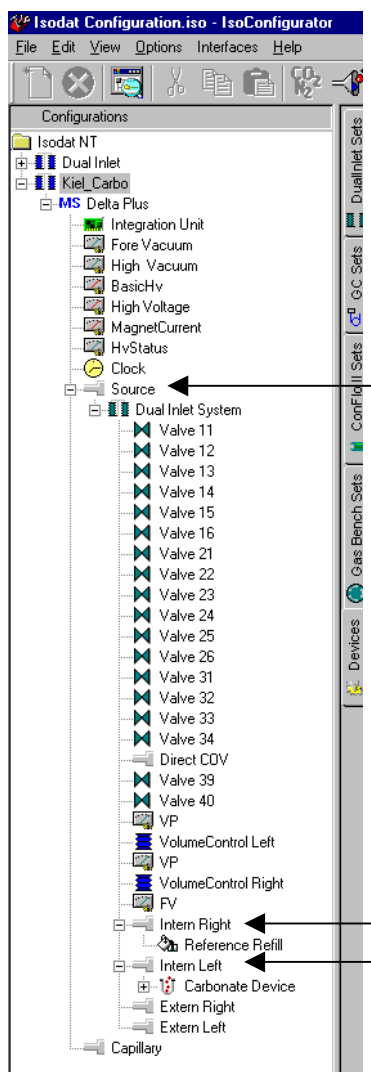 Isodat Configuration.iso - IsoConfigurator
File Edit View Options Interfaces Help
CO2
N2
Configurations
Isodat NT
Dual Inlet
Kiel_Carbo
MS Delta Plus
Integration Unit
Fore Vacuum
High Vacuum
BasicHv
High Voltage
MagnetCurrent
HvStatus
Clock
Source
Dual Inlet System
Valve 11
Valve 12
Valve 13
Valve 14
Valve 15
Valve 16
Valve 21
Valve 22
Valve 23
Valve 24
Valve 25
Valve 26
Valve 31
Valve 32
Valve 33
Valve 34
Direct COV
Valve 39
Valve 40
VP
VolumeControl Left
VP
VolumeControl Right
FV
Intern Right
Reference Refill
Intern Left
Carbonate Device
Extern Right
Extern Left
Capillary
DualInlet Sets
GC Sets
ConFloII Sets
Gas Bench Sets
Devices